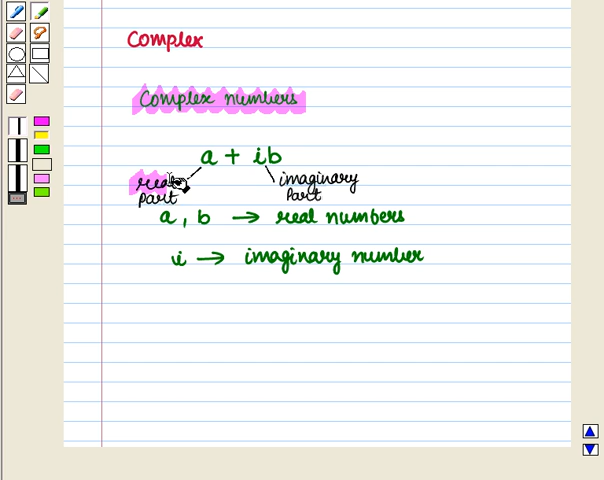 Complex
Complex numbers
a + ib
real part
imaginary part
a, b → real numbers
i → imaginary number